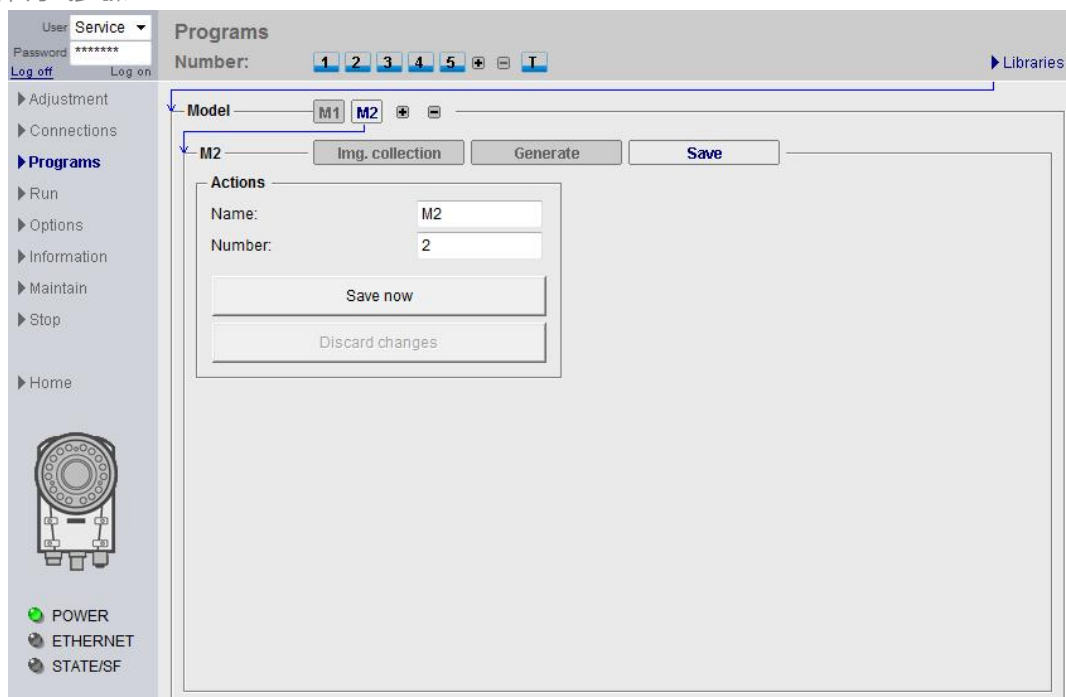 User Service
Programs
Password *******
Number: 1 2 3 4 5 T
Libraries
Log off Log on
Adjustment
Connections
Programs
Run
Options
Information
Maintain
Stop
Home
POWER
ETHERNET
STATE/SF
Model M1 M2
M2 Img. collection Generate Save
Actions
Name: M2
Number: 2
Save now
Discard changes